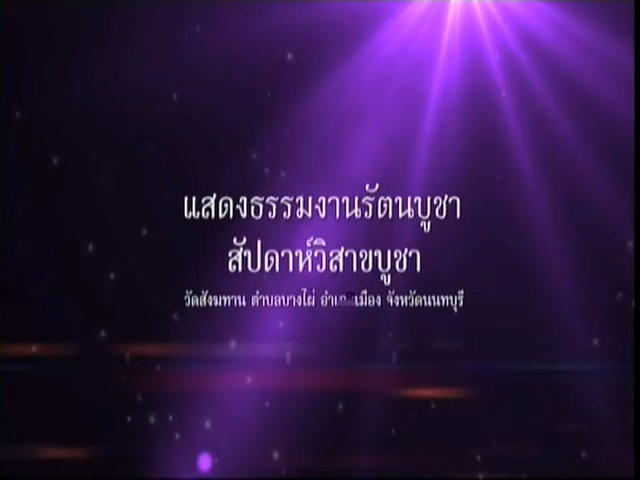 แสดงธรรมงานรัตนบูชา
สัปดาห์วิสาขบูชา
วัดสังฆทาน ตำบลบางไผ่ เมือง จังหวัดนนทบุรี